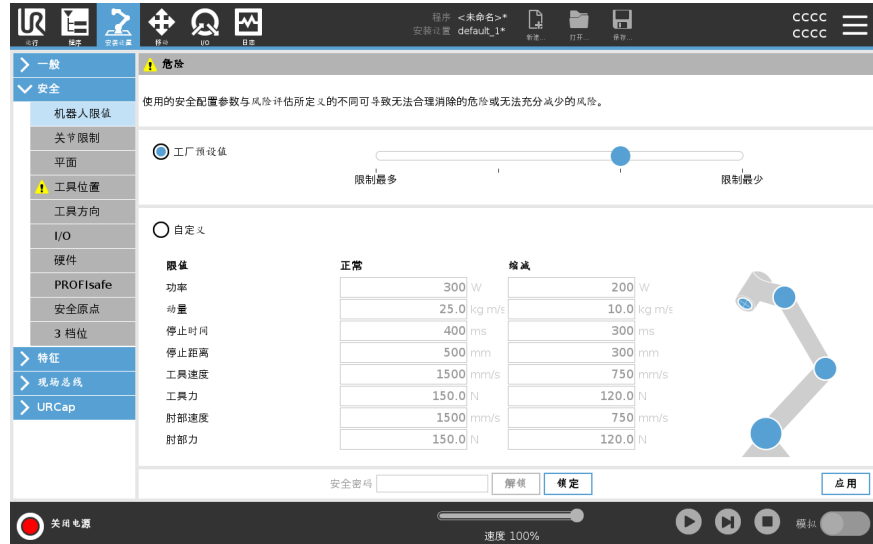 程序 <未命名>*
安装设置 default_1*
运行 程序 安装设置 移动 I/O 日志 新建... 打开... 保存...
cccc
cccc
一般
安全
机器人限值
关节限制
平面
工具位置
工具方向
I/O
硬件
PROFIsafe
安全原点
3 档位
特征
现场总线
URCap
危险
使用的安全配置参数与风险评估所定义的不同可导致无法合理消除的危险或无法充分减少的风险。
工厂预设值
限制最多 限制最少
自定义
限值 正常 缩减
功率 300 W 200 W
动量 25.0 kg m/s 10.0 kg m/s
停止时间 400 ms 300 ms
停止距离 500 mm 300 mm
工具速度 1500 mm/s 750 mm/s
工具力 150.0 N 120.0 N
肘部速度 1500 mm/s 750 mm/s
肘部力 150.0 N 120.0 N
安全密码 解锁 锁定 应用
关闭电源 速度 100% 模拟